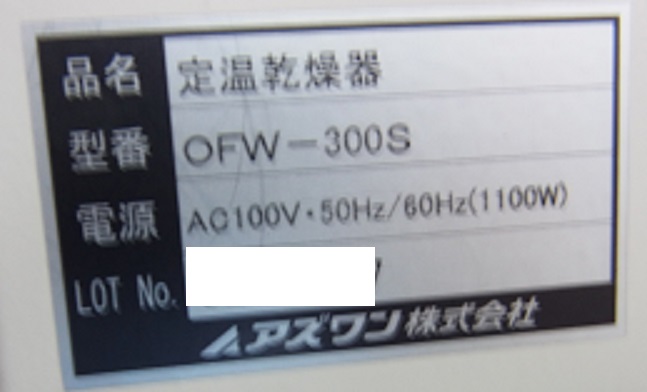 品名 定温乾燥器
型番 OFW-300S
電源 AC100V・50Hz/60Hz(1100W)
LOT No.
アズワン株式会社